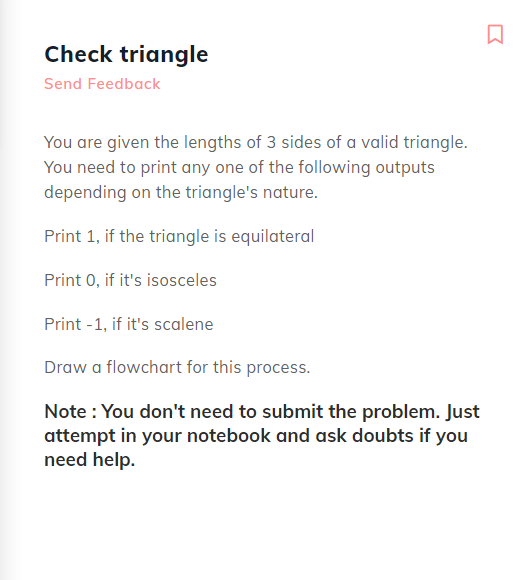 Check triangle
Send Feedback
You are given the lengths of 3 sides of a valid triangle.
You need to print any one of the following outputs
depending on the triangle's nature.
Print 1, if the triangle is equilateral
Print 0, if it's isosceles
Print -1, if it's scalene
Draw a flowchart for this process.
Note : You don't need to submit the problem. Just
attempt in your notebook and ask doubts if you
need help.